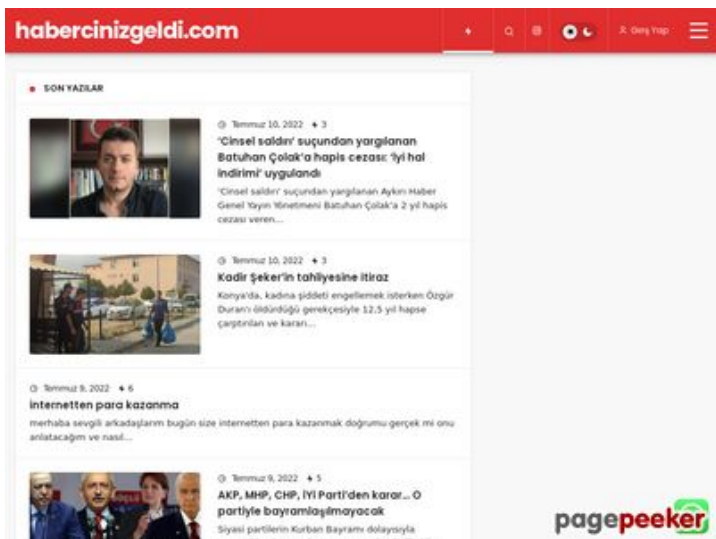 habercinizgeldi.com
Giriş Yap
SON YAZILAR
Temmuz 10, 2022 3
'Cinsel saldırı' suçundan yargılanan
Batuhan Çolak'a hapis cezası: 'İyi hal
indirimi' uygulandı
'Cinsel saldırı' suçundan yargılanan Aykırı Haber
Genel Yayın Yönetmeni Batuhan Çolak'a 2 yıl hapis
cezası veren...
Temmuz 10, 2022 3
Kadir Şeker'in tahliyesine itiraz
Konya'da, kadına şiddeti engellemek isterken Özgür
Duran'ı öldürdüğü gerekçesiyle 12,5 yıl hapse
çarptırılan ve kararı...
Temmuz 9, 2022 6
internetten para kazanma
merhaba sevgili arkadaşlarım bugün size internetten para kazanmak doğrumu gerçek mi onu
anlatacağım ve nasıl...
Temmuz 9, 2022 5
AKP, MHP, CHP, İYİ Parti'den karar... O
partiyle bayramlaşılmayacak
Siyasi partilerin Kurban Bayramı dolayısıyla
pagepeeker